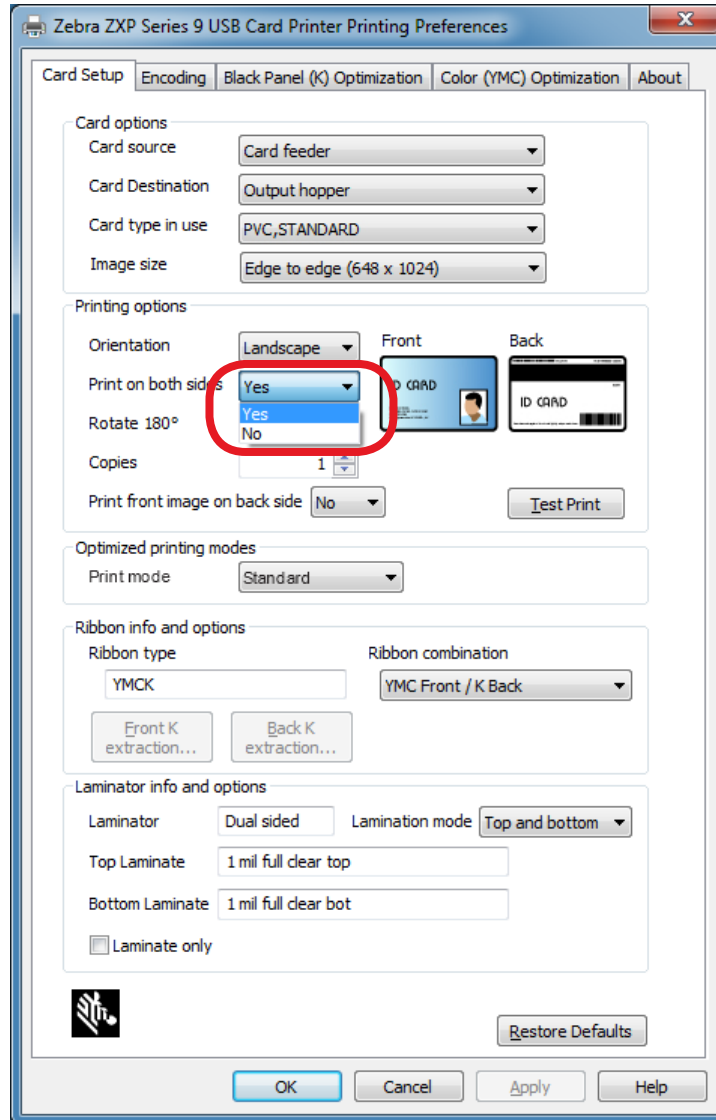 Zebra ZXP Series 9 USB Card Printer Printing Preferences
Card Setup Encoding Black Panel (K) Optimization Color (YMC) Optimization About
Card options
Card source Card feeder
Card Destination Output hopper
Card type in use PVC,STANDARD
Image size Edge to edge (648 x 1024)
Printing options
Orientation Landscape Front Back
Print on both sides Yes
ID CARD ID CARD
Yes
Rotate 180°
No
Copies 1
Print front image on back side No Test Print
Optimized printing modes
Print mode Standard
Ribbon info and options
Ribbon type Ribbon combination
YMCK YMC Front / K Back
Front K extraction... Back K extraction...
Laminator info and options
Laminator Dual sided Lamination mode Top and bottom
Top Laminate 1 mil full clear top
Bottom Laminate 1 mil full clear bot
Laminate only
Restore Defaults
OK Cancel Apply Help